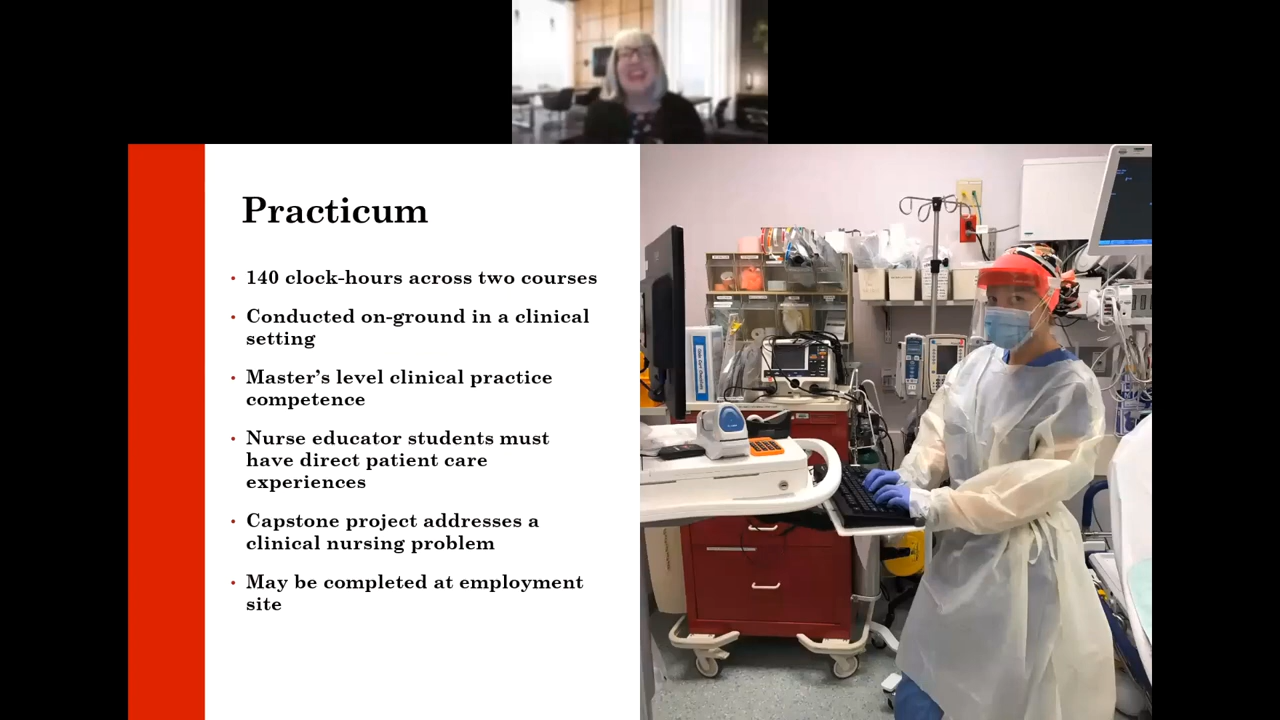 Practicum
• 140 clock-hours across two courses
• Conducted on-ground in a clinical
setting
• Master's level clinical practice
competence
• Nurse educator students must
have direct patient care
experiences
• Capstone project addresses a
clinical nursing problem
• May be completed at employment
site